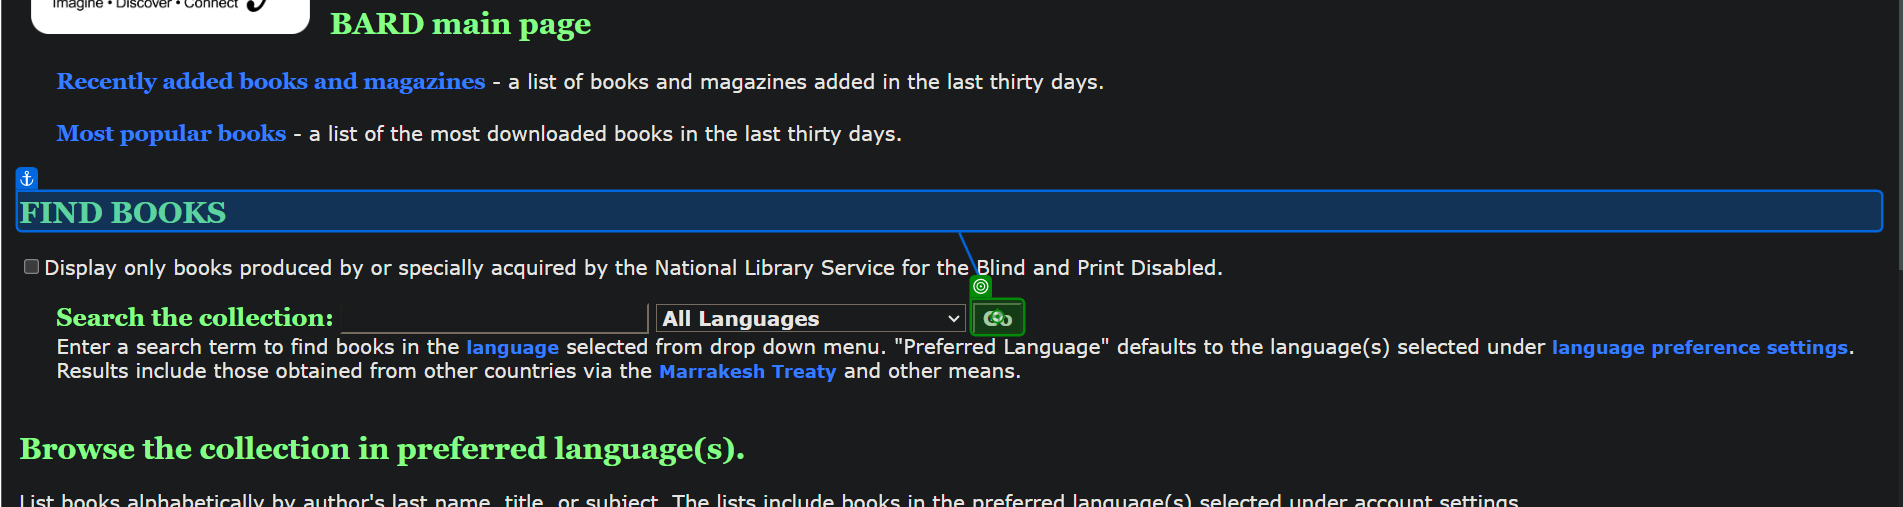 Imagine • Discover • Connect
BARD main page
Recently added books and magazines - a list of books and magazines added in the last thirty days.
Most popular books - a list of the most downloaded books in the last thirty days.
FIND BOOKS
Display only books produced by or specially acquired by the National Library Service for the Blind and Print Disabled.
Search the collection: All Languages Go
Enter a search term to find books in the language selected from drop down menu. "Preferred Language" defaults to the language(s) selected under language preference settings.
Results include those obtained from other countries via the Marrakesh Treaty and other means.
Browse the collection in preferred language(s).
List books alphabetically by author's last name, title, or subject. The lists include books in the preferred language(s) selected under account settings